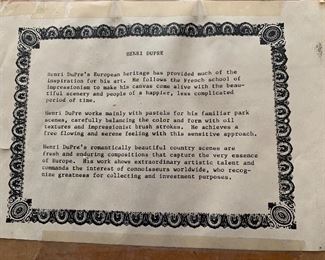 HENRI DUPRE
Henri DuPre's European heritage has provided much of the
inspiration for his art. He follows the French school of
impressionism to make his canvas come alive with the beau-
tiful scenery and people of a happier, less complicated
period of time.
Henri DuPre works mainly with pastels for his familiar park
scenes, carefully balancing the color and form with oil
textures and impressionist brush strokes. He achieves a
free flowing and serene feeling with this sensitive approach.
Henri DuPre's romantically beautiful country scenes are
fresh and enduring compositions that capture the very essence
of Europe. His work shows extraordinary artistic talent and
commands the interest of connoisseurs worldwide, who recog-
nize greatness for collecting and investment purposes.